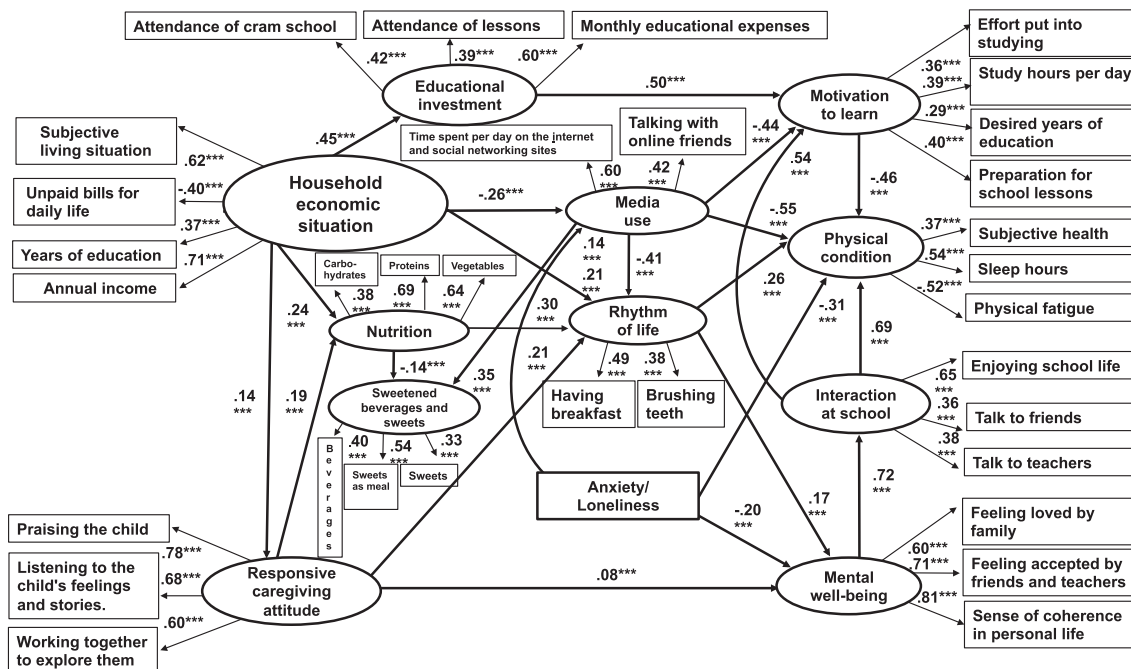 Attendance of cram school
Attendance of lessons
Monthly educational expenses
Effort put into
studying
.42***
.39***
.60***
Educational
investment
.50***
Motivation
to learn
.36***
.39***
Study hours per day
.29***
Desired years of
education
.40***
Preparation for
school lessons
Subjective
living situation
.45***
Time spent per day on the internet
and social networking sites
Talking with
online friends
-.44
***
.62***
Unpaid bills for
daily life
-.40***
Household
economic
situation
-.26***
.60
***
.42
***
Media
use
.54
***
-.46
***
-.55
***
Physical
condition
.37***
Subjective health
.37***
Years of education
.71***
Annual income
.54***
Sleep hours
-.52***
Physical fatigue
Carbo-
hydrates
Proteins
Vegetables
.14
***
-.41
***
.21
***
.26
***
.24
***
.38
***
.69
***
.64
***
Nutrition
.30
***
Rhythm
of life
-.31
***
.69
***
-.14***
.21
***
.49
***
.38
***
Enjoying school life
.14
***
.19
***
Sweetened
beverages and
sweets
.35
***
Having
breakfast
Brushing
teeth
Interaction
at school
.65
***
.36
***
Talk to friends
.38
***
Talk to teachers
.40
***
.54
***
.33
***
Beverages
Sweets
as meal
Sweets
Anxiety/
Loneliness
.72
***
-.20
***
.17
***
Praising the child
.78***
Listening to the
child's feelings
and stories.
.68***
Responsive
caregiving
attitude
.60***
Working together
to explore them
.08***
Mental
well-being
Feeling loved by
family
.60***
.71***
Feeling accepted by
friends and teachers
.81***
Sense of coherence
in personal life